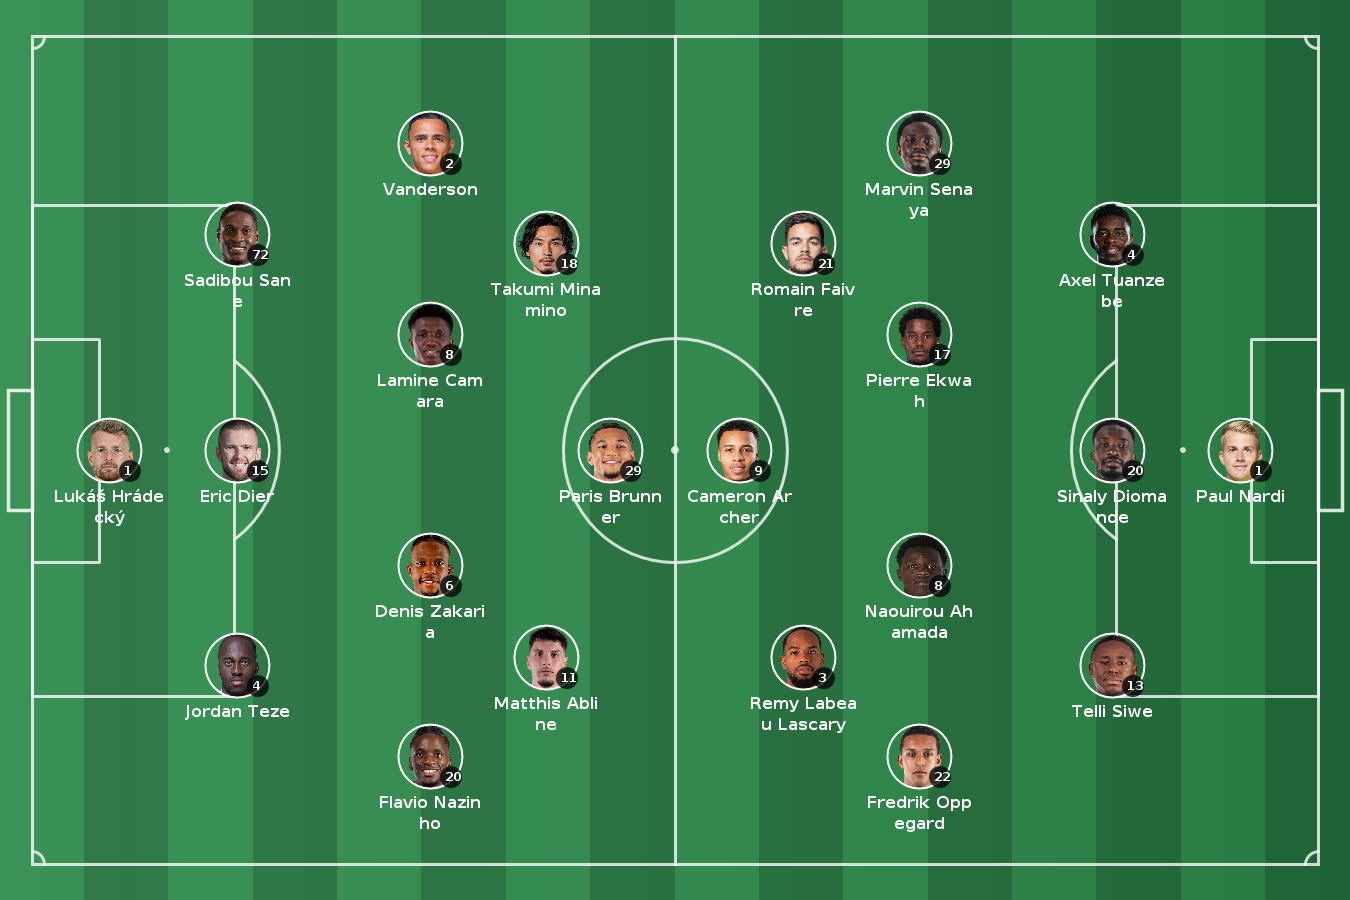 2
Vanderson
29
Marvin Sena
ya
72
Sadibou San
e
18
Takumi Mina
mino
21
Romain Faiv
re
4
Axel Tuanze
be
8
Lamine Cam
ara
17
Pierre Ekwa
h
1
Lukáš Hráde
cký
15
Eric Dier
29
Paris Brunn
er
9
Cameron Ar
cher
20
Sinaly Dioma
nde
1
Paul Nardi
6
Denis Zakari
a
8
Naouirou Ah
amada
4
Jordan Teze
11
Matthis Abli
ne
3
Remy Labea
u Lascary
13
Telli Siwe
20
Flavio Nazin
ho
22
Fredrik Opp
egard